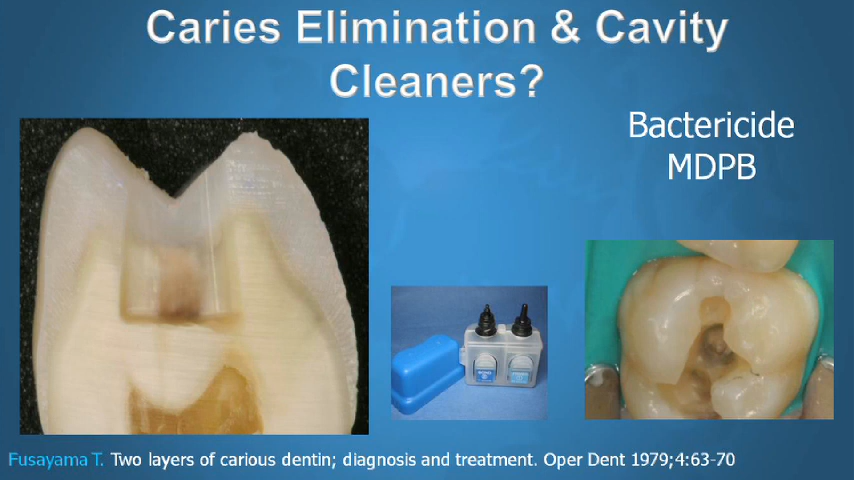 Caries Elimination & Cavity
Cleaners?
Bactericide
MDPB
Fusayama T. Two layers of carious dentin; diagnosis and treatment. Oper Dent 1979;4:63-70